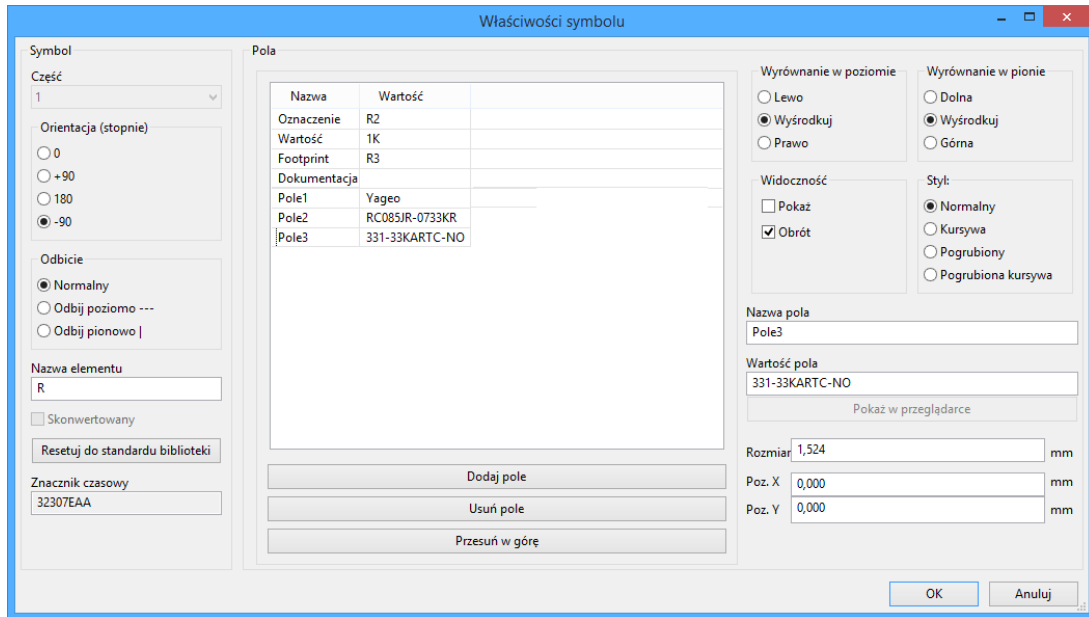 Właściwości symbolu
Symbol
Część
1
Orientacja (stopnie)
0
+90
180
-90
Odbicie
Normalny
Odbij poziomo ---
Odbij pionowo |
Nazwa elementu
R
Skonwertowany
Resetuj do standardu biblioteki
Znacznik czasowy
32307EAA
Pola
Nazwa Wartość
Oznaczenie R2
Wartość 1K
Footprint R3
Dokumentacja
Pole1 Yageo
Pole2 RC085JR-0733KR
Pole3 331-33KARTC-NO
Dodaj pole
Usuń pole
Przesuń w górę
Wyrównanie w poziomie
Lewo
Wyśrodkuj
Prawo
Wyrównanie w pionie
Dolna
Wyśrodkuj
Górna
Widoczność
Pokaż
Obrót
Styl:
Normalny
Kursywa
Pogrubiony
Pogrubiona kursywa
Nazwa pola
Pole3
Wartość pola
331-33KARTC-NO
Pokaż w przeglądarce
Rozmiar 1,524 mm
Poz. X 0,000 mm
Poz. Y 0,000 mm
OK Anuluj